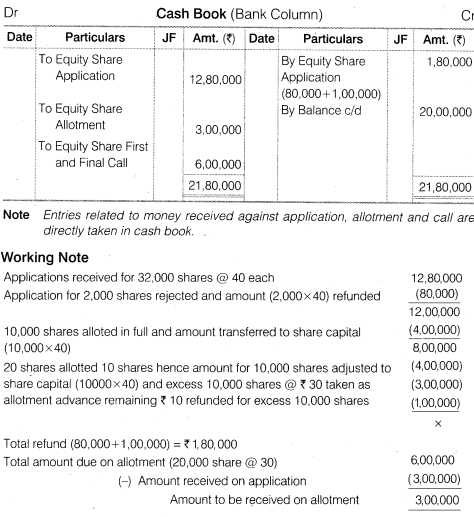 Dr Cash Book (Bank Column) Cr
Date Particulars JF Amt. (₹) Date Particulars JF Amt. (₹)
To Equity Share By Equity Share 1,80,000
Application 12,80,000 Application
(80,000+1,00,000)
To Equity Share By Balance c/d 20,00,000
Allotment 3,00,000
To Equity Share First
and Final Call 6,00,000
21,80,000 21,80,000
Note Entries related to money received against application, allotment and call are
directly taken in cash book.
Working Note
Applications received for 32,000 shares @ 40 each 12,80,000
Application for 2,000 shares rejected and amount (2,000×40) refunded (80,000)
12,00,000
10,000 shares alloted in full and amount transferred to share capital (4,00,000)
(10,000×40) 8,00,000
20 shares allotted 10 shares hence amount for 10,000 shares adjusted to (4,00,000)
share capital (10000×40) and excess 10,000 shares @ ₹ 30 taken as (3,00,000)
allotment advance remaining ₹ 10 refunded for excess 10,000 shares (1,00,000)
×
Total refund (80,000+1,00,000) = ₹ 1,80,000
Total amount due on allotment (20,000 share @ 30) 6,00,000
(–) Amount received on application (3,00,000)
Amount to be received on allotment 3,00,000